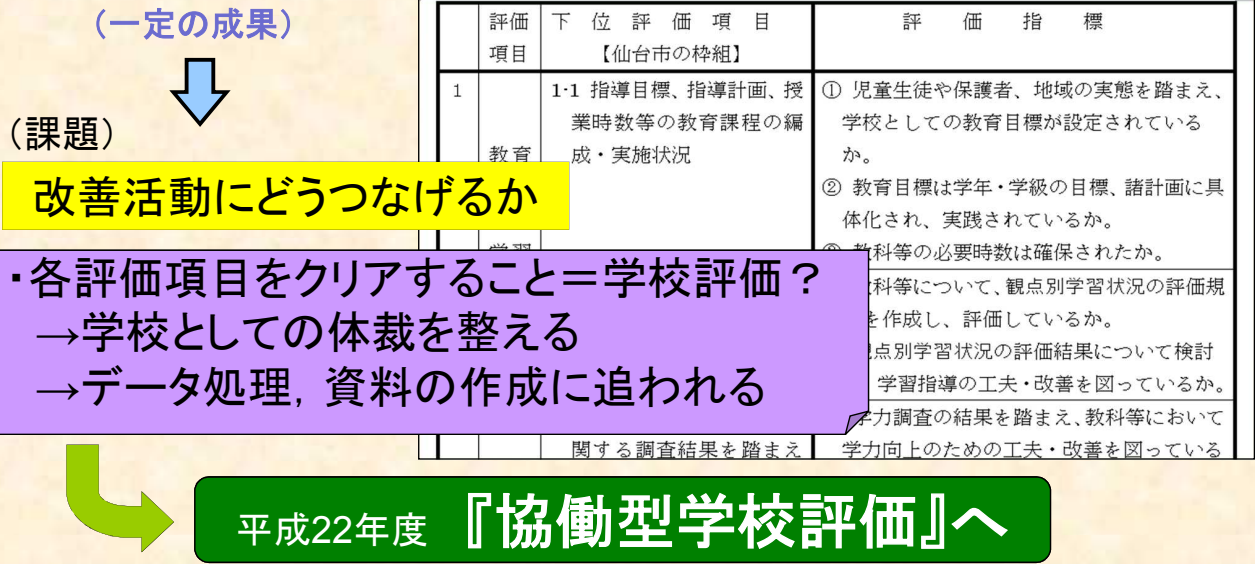 （一定の成果）
（課題）
改善活動にどうつなげるか
・各評価項目をクリアすること＝学校評価？
→学校としての体裁を整える
→データ処理，資料の作成に追われる
平成22年度 『協働型学校評価』へ
評価
項目
下位評価項目
【仙台市の枠組】
評価指標
1
教育
1-1 指導目標、指導計画、授
業時数等の教育課程の編
成・実施状況
① 児童生徒や保護者、地域の実態を踏まえ、
学校としての教育目標が設定されている
か。
② 教育目標は学年・学級の目標、諸計画に具
体化され、実践されているか。
教科等の必要時数は確保されたか。
科等について、観点別学習状況の評価規
を作成し、評価しているか。
点別学習状況の評価結果について検討
学習指導の工夫・改善を図っているか。
学力調査の結果を踏まえ、教科等において
学力向上のための工夫・改善を図っている
関する調査結果を踏まえ